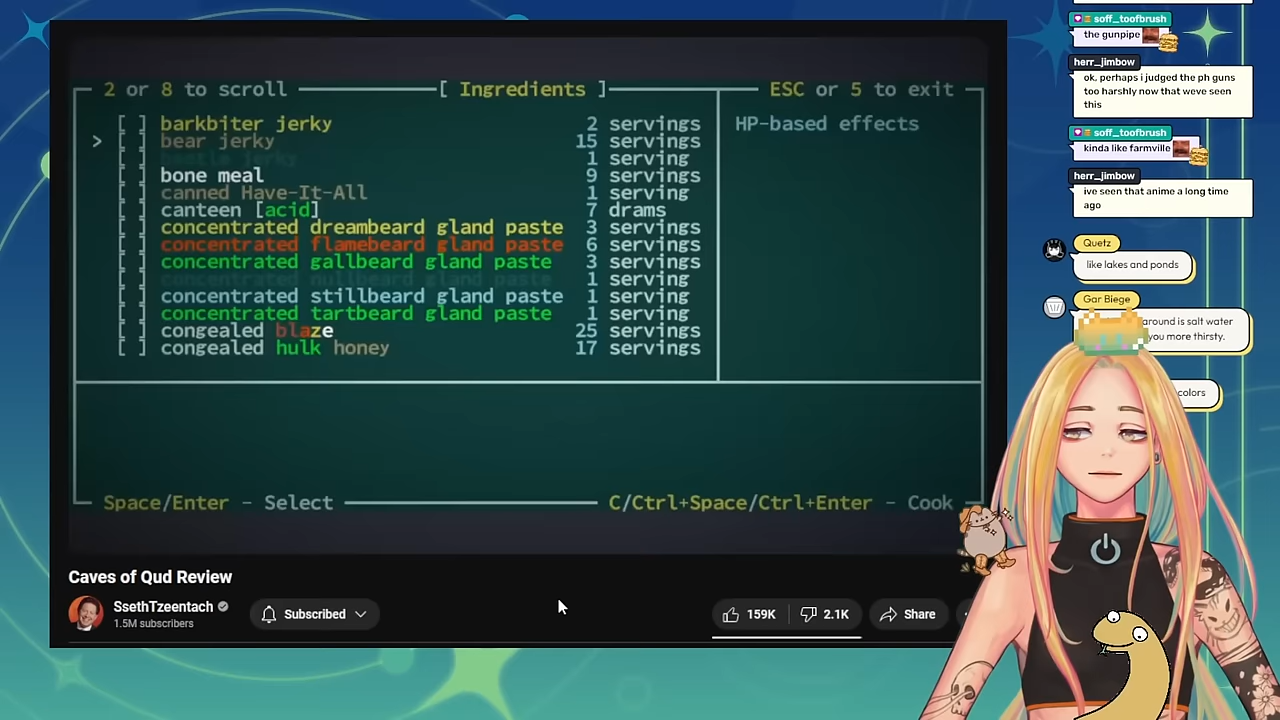 2 or 8 to scroll [ Ingredients ] ESC or 5 to exit
[ ] barkbiter jerky 2 servings
HP-based effects
> [ ] bear jerky 15 servings
[ ] beetle jerky 1 serving
[ ] bone meal 9 servings
[ ] canned Have-It-All 1 serving
[ ] canteen [acid] 7 drams
[ ] concentrated dreambeard gland paste 3 servings
[ ] concentrated flamebeard gland paste 6 servings
[ ] concentrated gallbeard gland paste 3 servings
[ ] 1 serving
[ ] concentrated stillbeard gland paste 1 serving
[ ] concentrated tartbeard gland paste 1 serving
[ ] congealed blaze 25 servings
[ ] congealed hulk honey 17 servings
Space/Enter - Select C/Ctrl+Space/Ctrl+Enter - Cook
Caves of Qud Review
SsethTzeentach
1.5M subscribers
Subscribed
159K
2.1K
Share
soff_toofbrush
the gunpipe
herr_jimbow
ok, perhaps i judged the ph guns
too harshly now that weve seen
this
soff_toofbrush
kinda like farmville
herr_jimbow
ive seen that anime a long time
ago
Quetz
like lakes and ponds
Gar Biege
around is salt water
you more thirsty.
colors